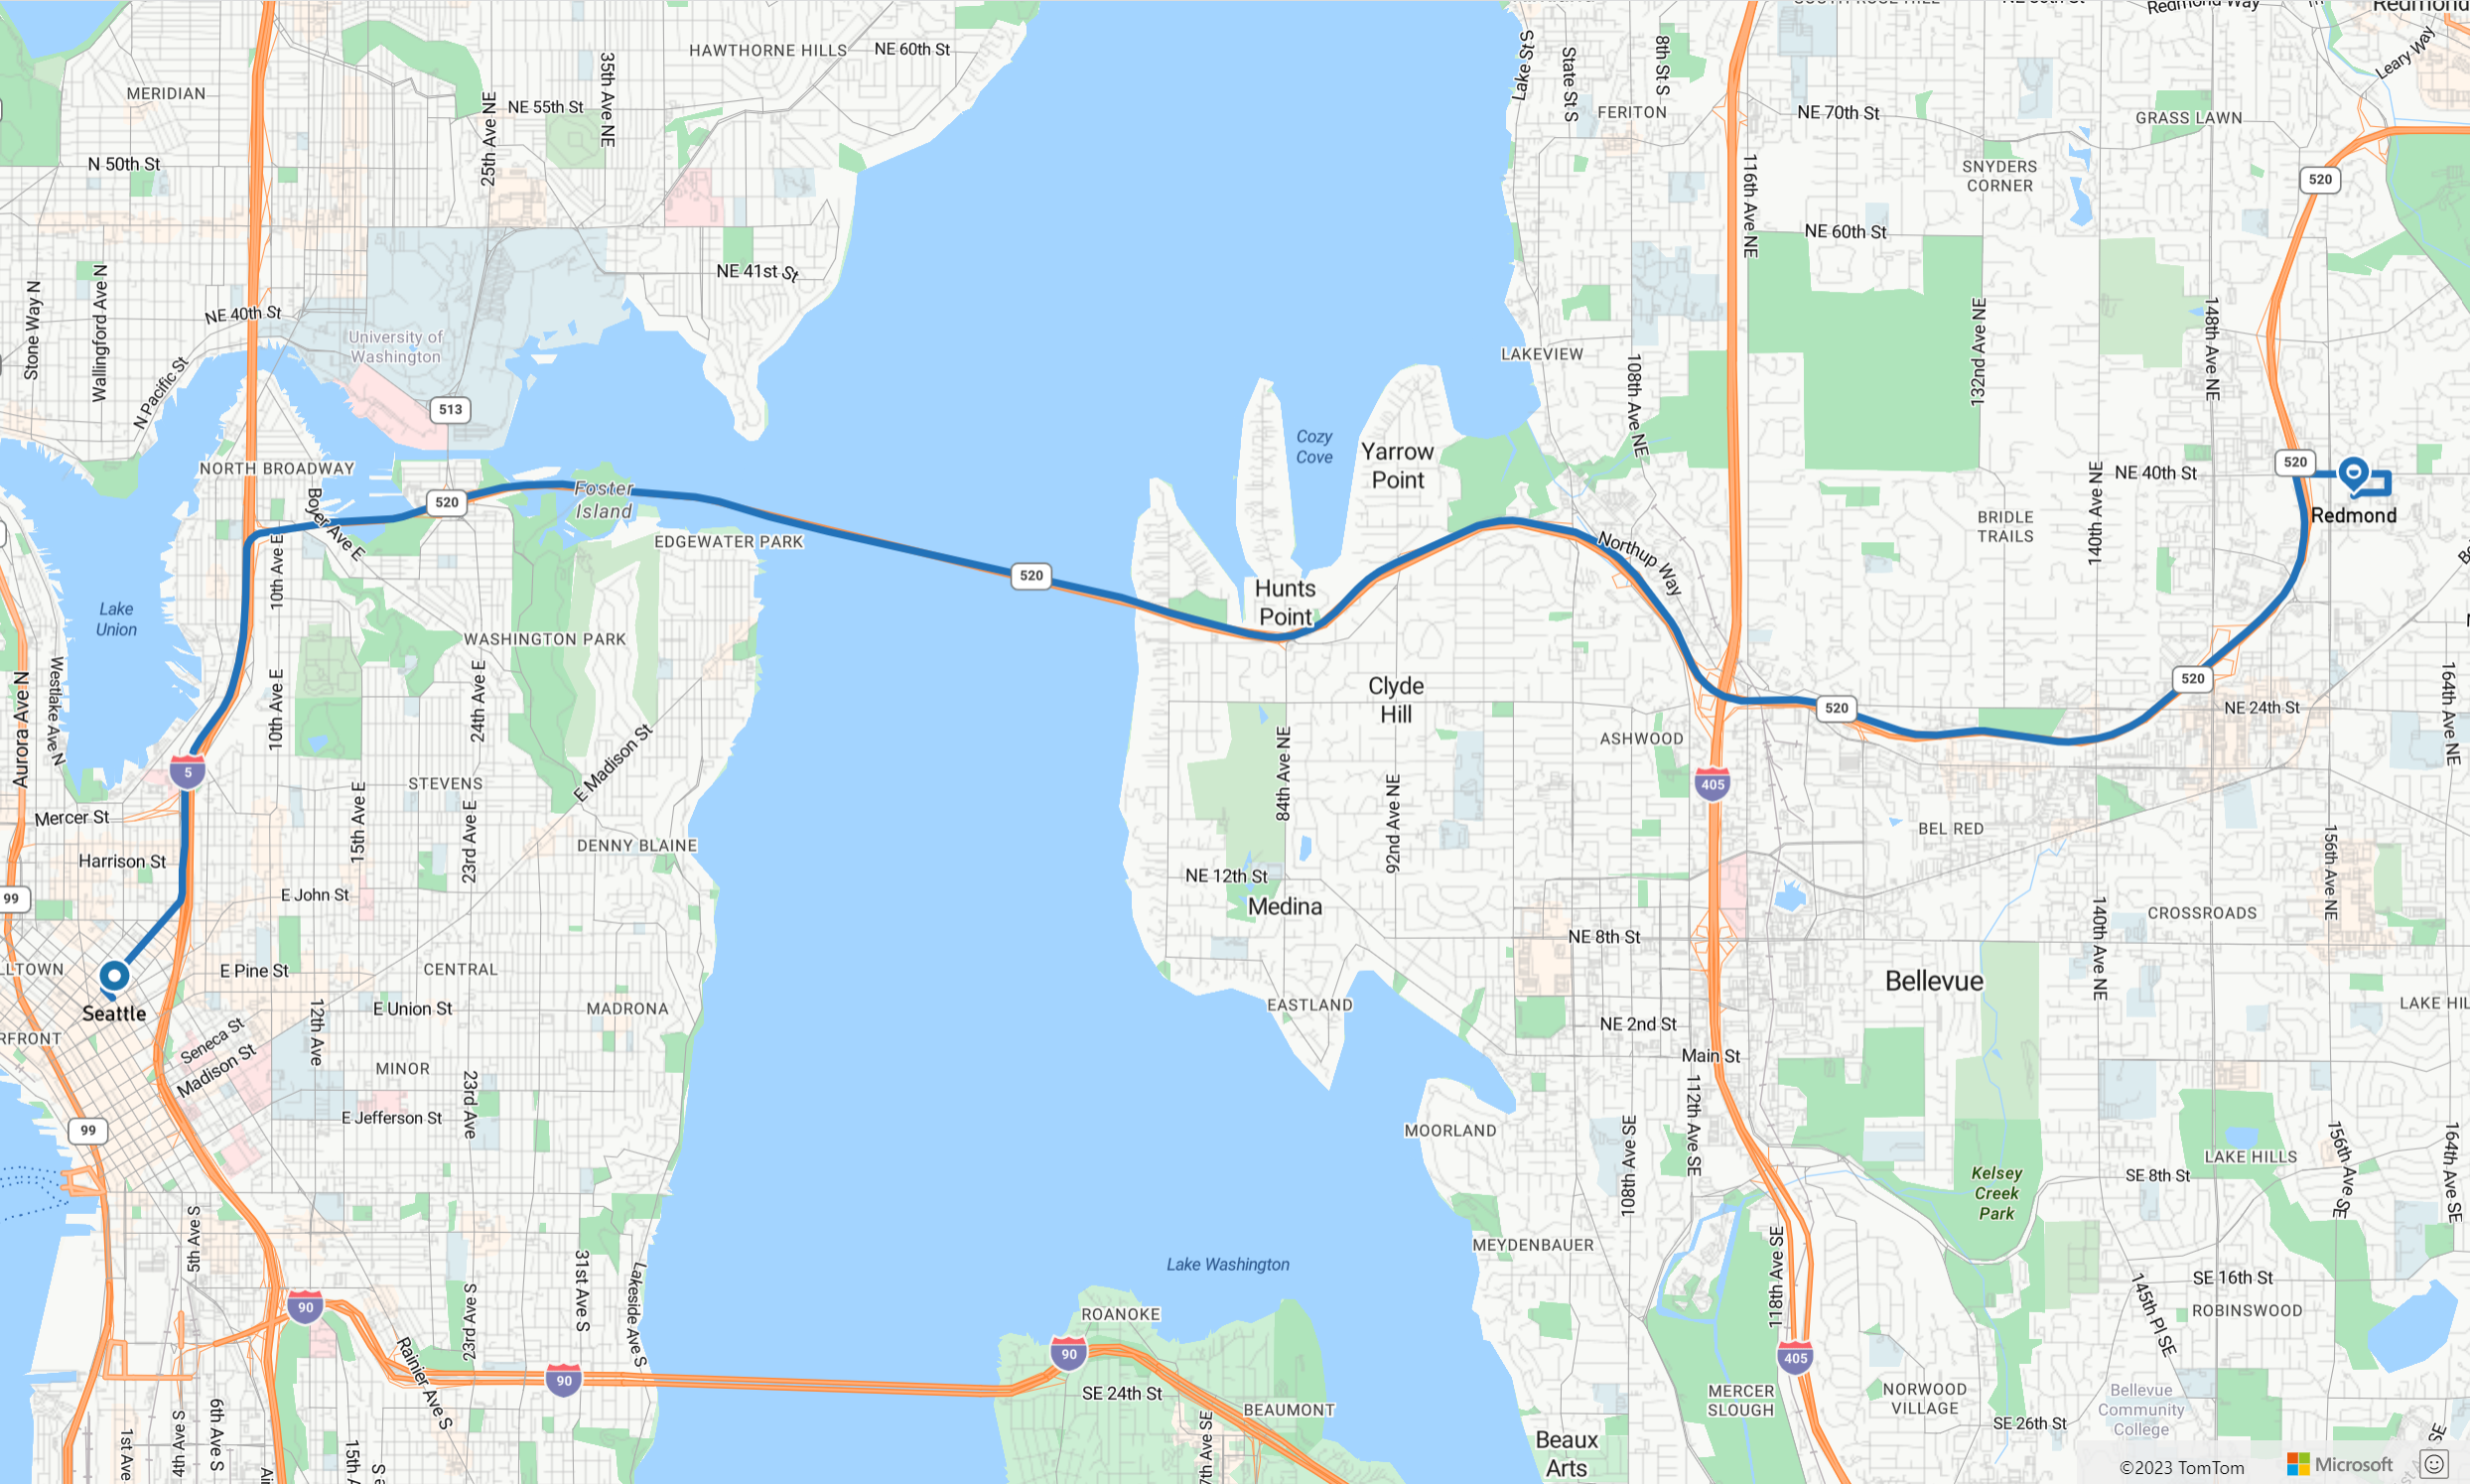 Redmond Way
Redmond
HAWTHORNE HILLS
NE 60th St
Lake St S
State St S
8th St S
Leary Way
MERIDIAN
35th Ave NE
NE 55th St
25th Ave NE
FERITON
NE 70th St
GRASS LAWN
N 50th St
116th Ave NE
SNYDERS
CORNER
520
NE 60th St
Stone Way N
Wallingford Ave N
NE 41st St
NE 40th St
University of
Washington
N Pacific St
LAKEVIEW
108th Ave NE
132nd Ave NE
148th Ave NE
513
Cozy
Cove
Yarrow
Point
NORTH BROADWAY
520
NE 40th St
140th Ave NE
Boyer Ave E
520
Foster
Island
Redmond
BRIDLE
TRAILS
EDGEWATER PARK
Northup Way
10th Ave E
520
Hunts
Point
Lake
Union
WASHINGTON PARK
Aurora Ave N
Westlake Ave N
10th Ave E
24th Ave E
Clyde
Hill
520
520
NE 24th St
164th Ave NE
ASHWOOD
84th Ave NE
E Madison St
5
STEVENS
405
Mercer St
15th Ave E
23rd Ave E
92nd Ave NE
BEL RED
DENNY BLAINE
Harrison St
E John St
NE 12th St
Medina
156th Ave NE
99
140th Ave NE
CROSSROADS
NE 8th St
LLTOWN
E Pine St
CENTRAL
Bellevue
Seattle
E Union St
MADRONA
EASTLAND
LAKE HIL
RFRONT
12th Ave
Seneca St
Madison St
NE 2nd St
Main St
MINOR
23rd Ave
112th Ave SE
E Jefferson St
99
MOORLAND
108th Ave SE
156th Ave SE
164th Ave SE
LAKE HILLS
SE 8th St
Kelsey
Creek
Park
5th Ave S
MEYDENBAUER
Lake Washington
31st Ave S
Lakeside Ave S
118th Ave SE
SE 16th St
ROBINSWOOD
145th Pl SE
90
ROANOKE
23rd Ave S
Rainier Ave S
90
90
405
SE 24th St
MERCER
SLOUGH
NORWOOD
VILLAGE
Bellevue
Community
College
BEAUMONT
SE 26th St
6th Ave S
4th Ave S
1st Ave
15th A
7th Ave SE
Beaux
Arts
SE
©2023 TomTom
Microsoft